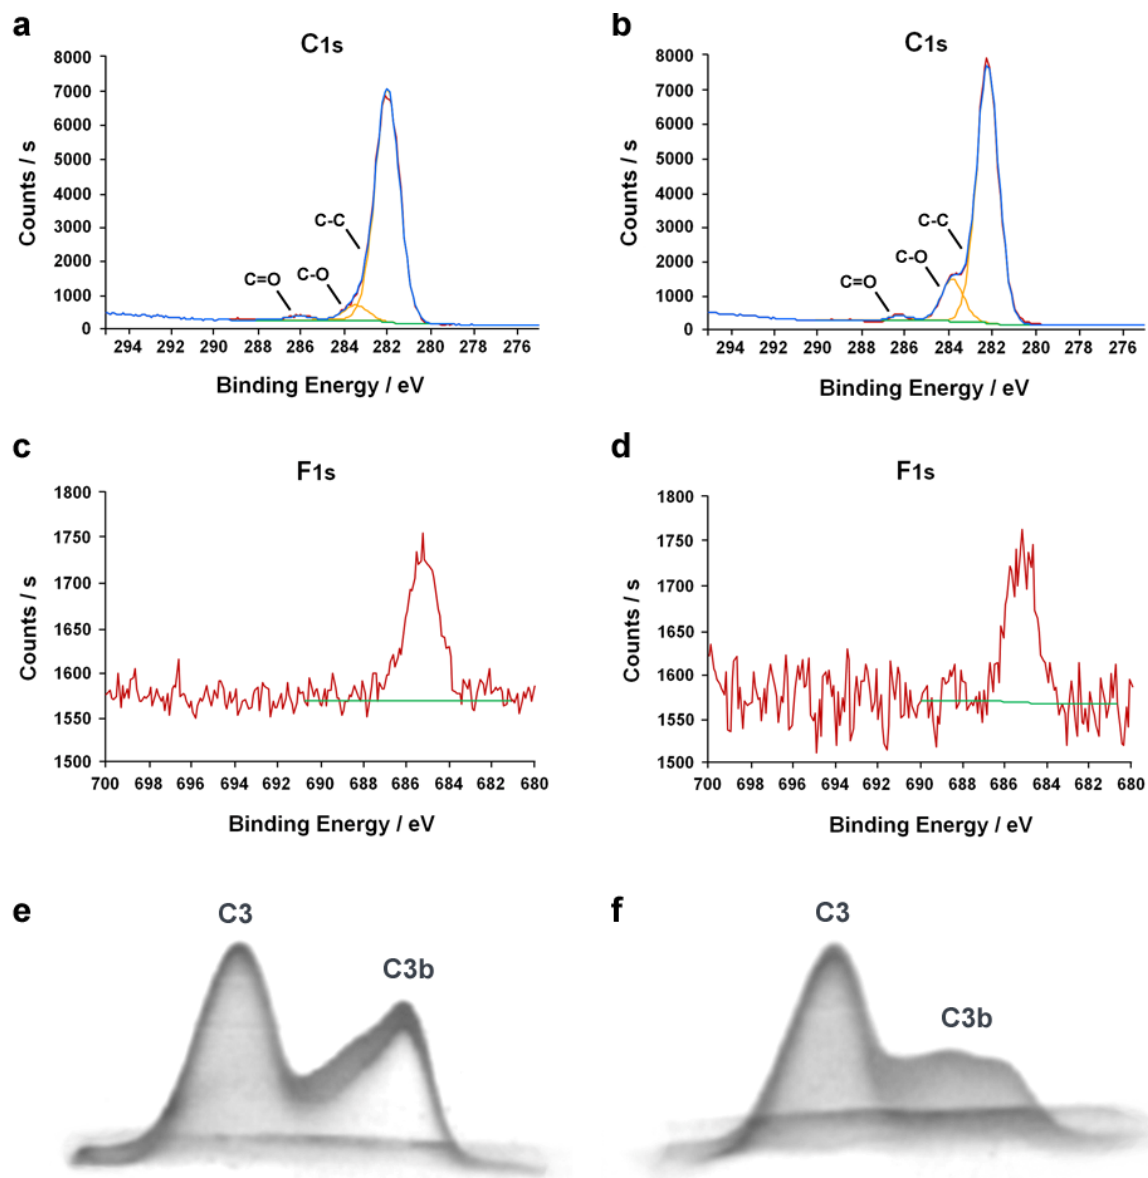 a
C1s
8000
7000
6000
5000
4000
3000
2000
1000
0
Counts / s
C-C
C-O
C=O
294 292 290 288 286 284 282 280 278 276
Binding Energy / eV
b
C1s
8000
7000
6000
5000
4000
3000
2000
1000
0
Counts / s
C-C
C-O
C=O
294 292 290 288 286 284 282 280 278 276
Binding Energy / eV
c
F1s
1800
1750
1700
1650
1600
1550
1500
Counts / s
700 698 696 694 692 690 688 686 684 682 680
Binding Energy / eV
d
F1s
1800
1750
1700
1650
1600
1550
1500
Counts / s
700 698 696 694 692 690 688 686 684 682 680
Binding Energy / eV
e
C3
C3b
f
C3
C3b